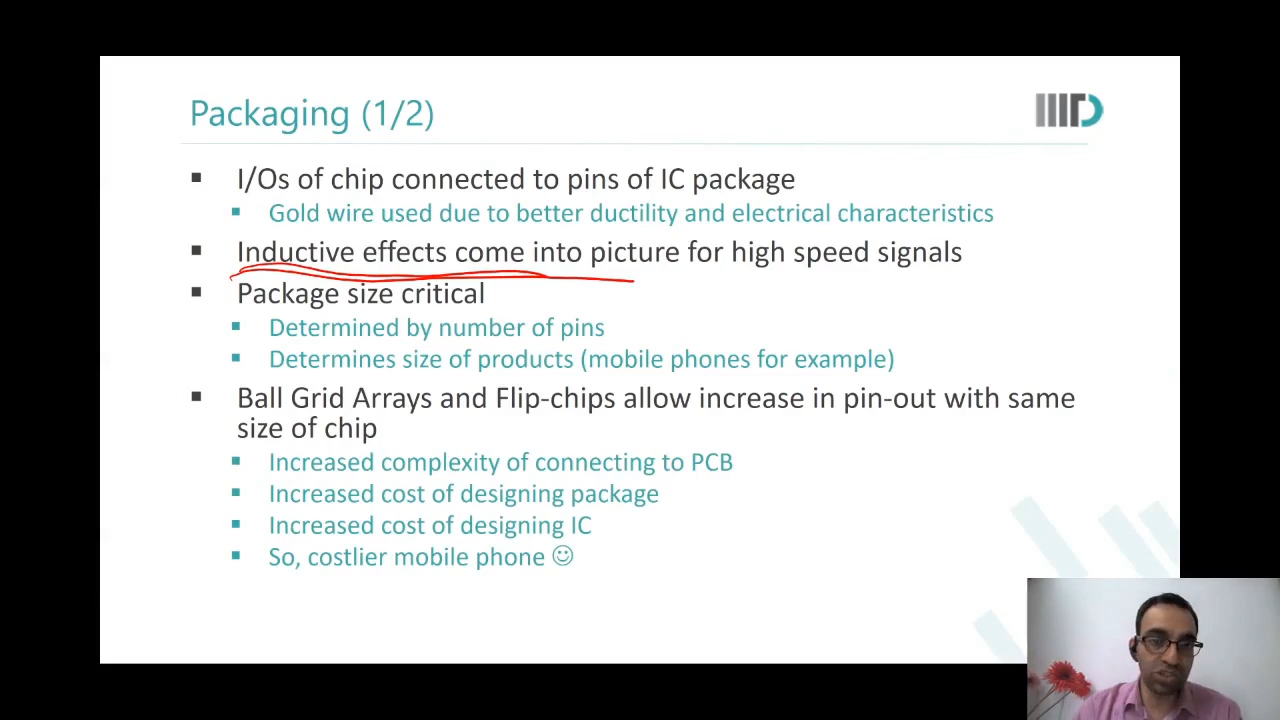 Packaging (1/2)
I/Os of chip connected to pins of IC package
Gold wire used due to better ductility and electrical characteristics
Inductive effects come into picture for high speed signals
Package size critical
Determined by number of pins
Determines size of products (mobile phones for example)
Ball Grid Arrays and Flip-chips allow increase in pin-out with same
size of chip
Increased complexity of connecting to PCB
Increased cost of designing package
Increased cost of designing IC
So, costlier mobile phone ☺